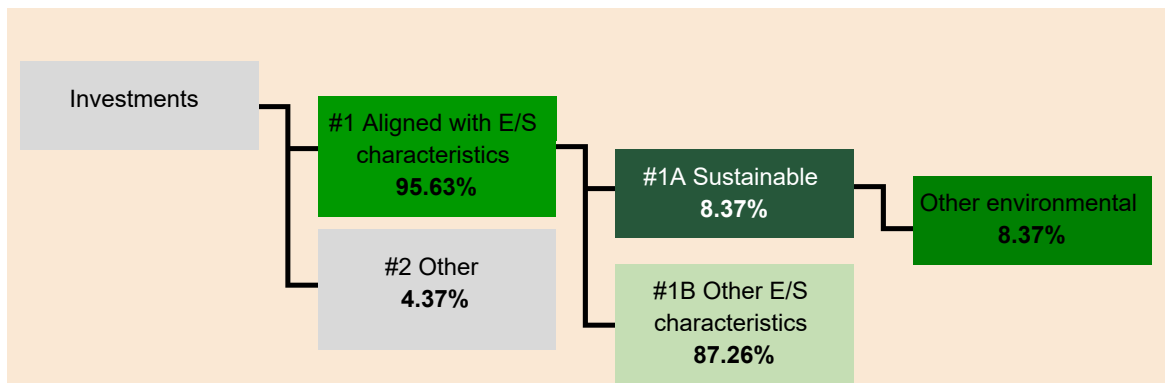 Investments
#1 Aligned with E/S
characteristics
95.63%
#2 Other
4.37%
#1A Sustainable
8.37%
#1B Other E/S
characteristics
87.26%
Other environmental
8.37%